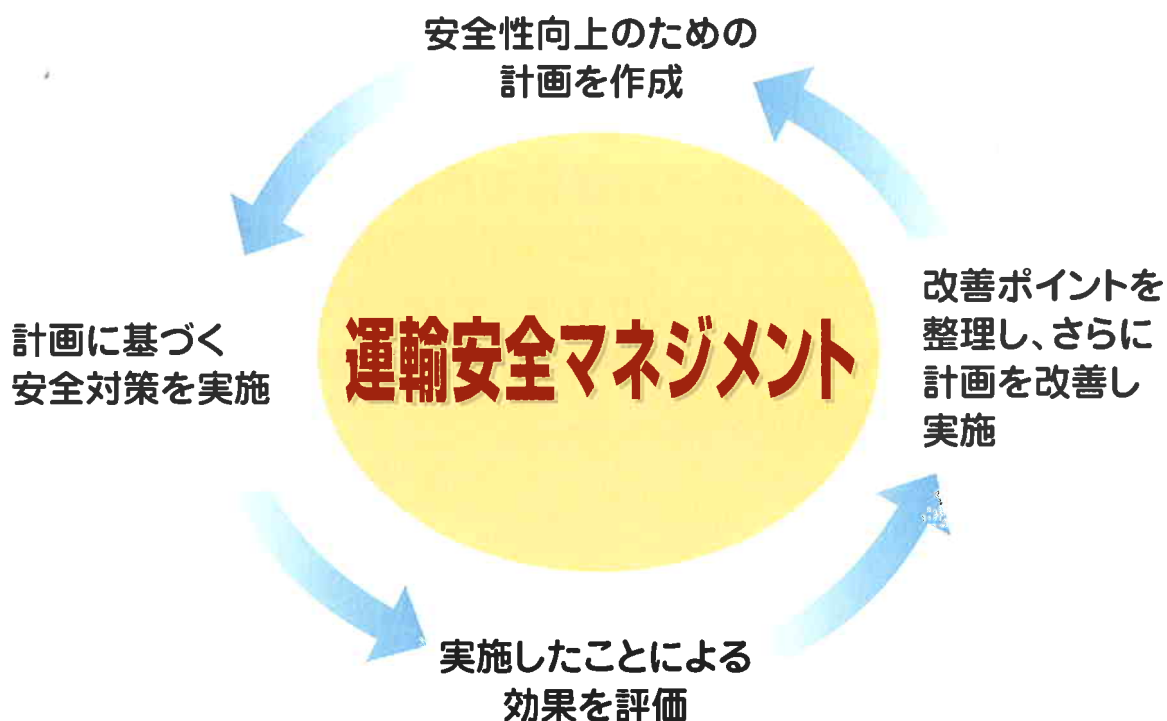 安全性向上のための
計画を作成
計画に基づく
安全対策を実施
運輸安全マネジメント
改善ポイントを
整理し、さらに
計画を改善し
実施
実施したことによる
効果を評価